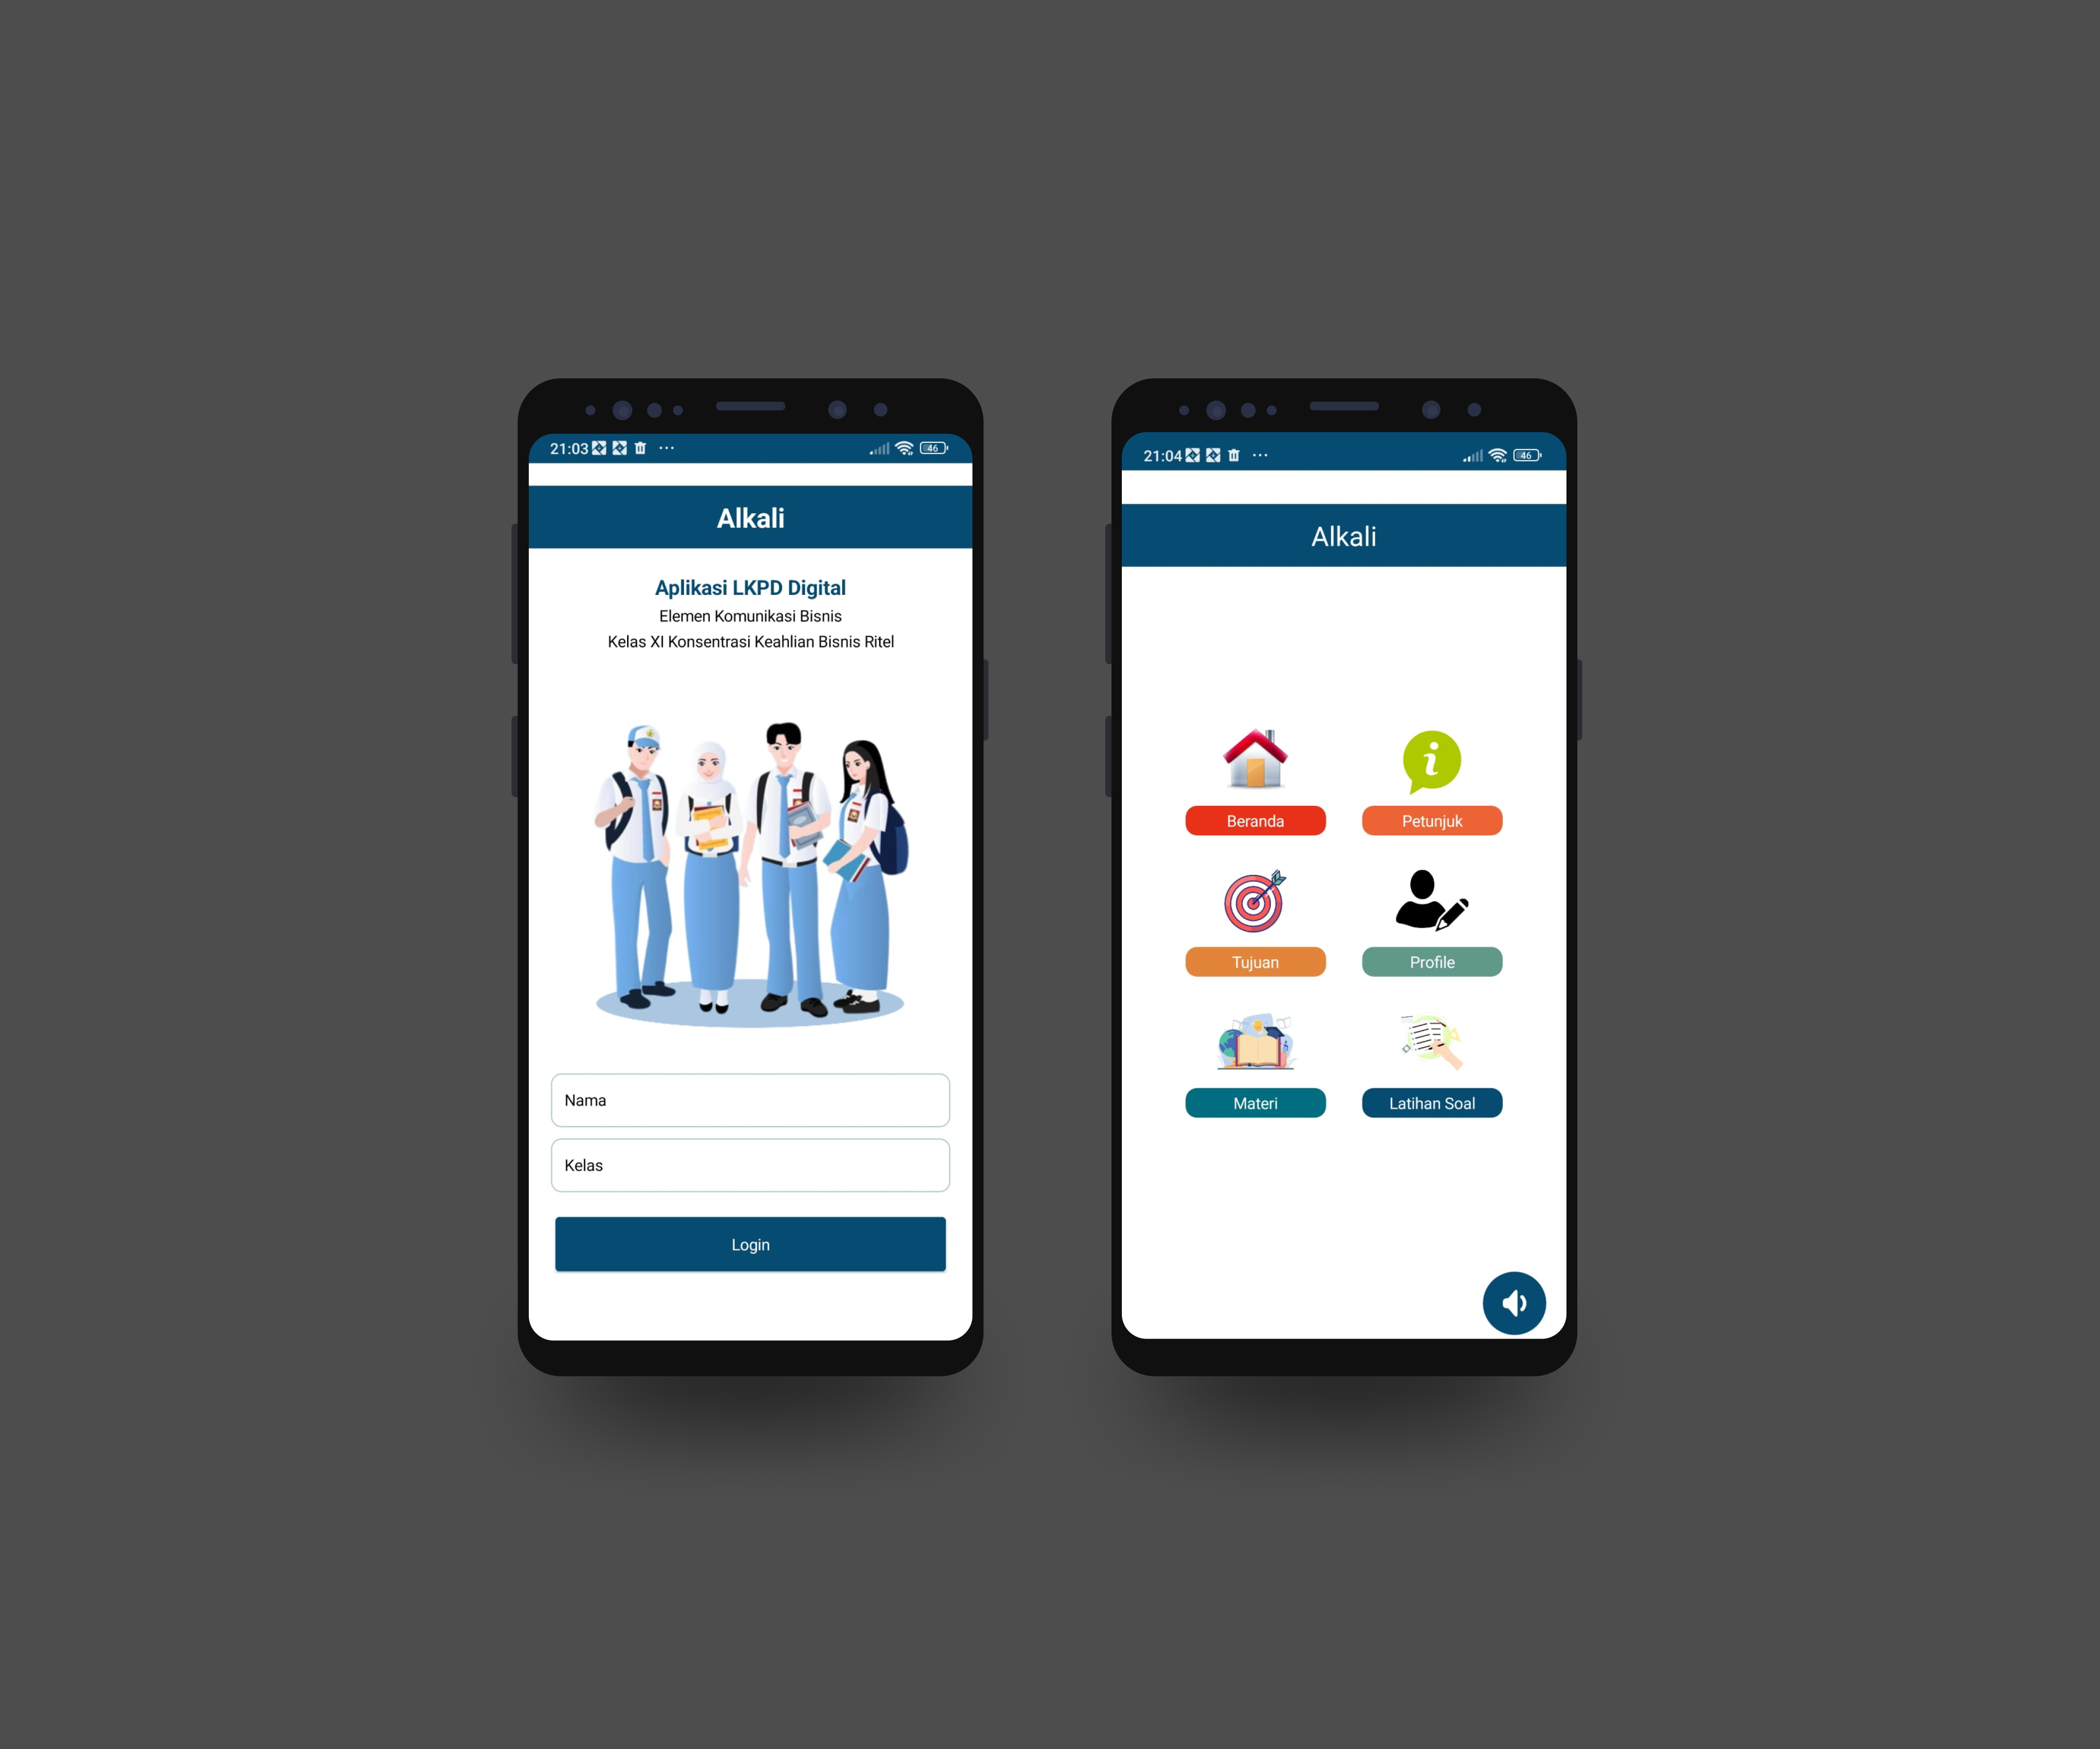 21:03
46
Alkali
Aplikasi LKPD Digital
Elemen Komunikasi Bisnis
Kelas XI Konsentrasi Keahlian Bisnis Ritel
Nama
Kelas
Login
21:04
46
Alkali
Beranda
Petunjuk
Tujuan
Profile
Materi
Latihan Soal